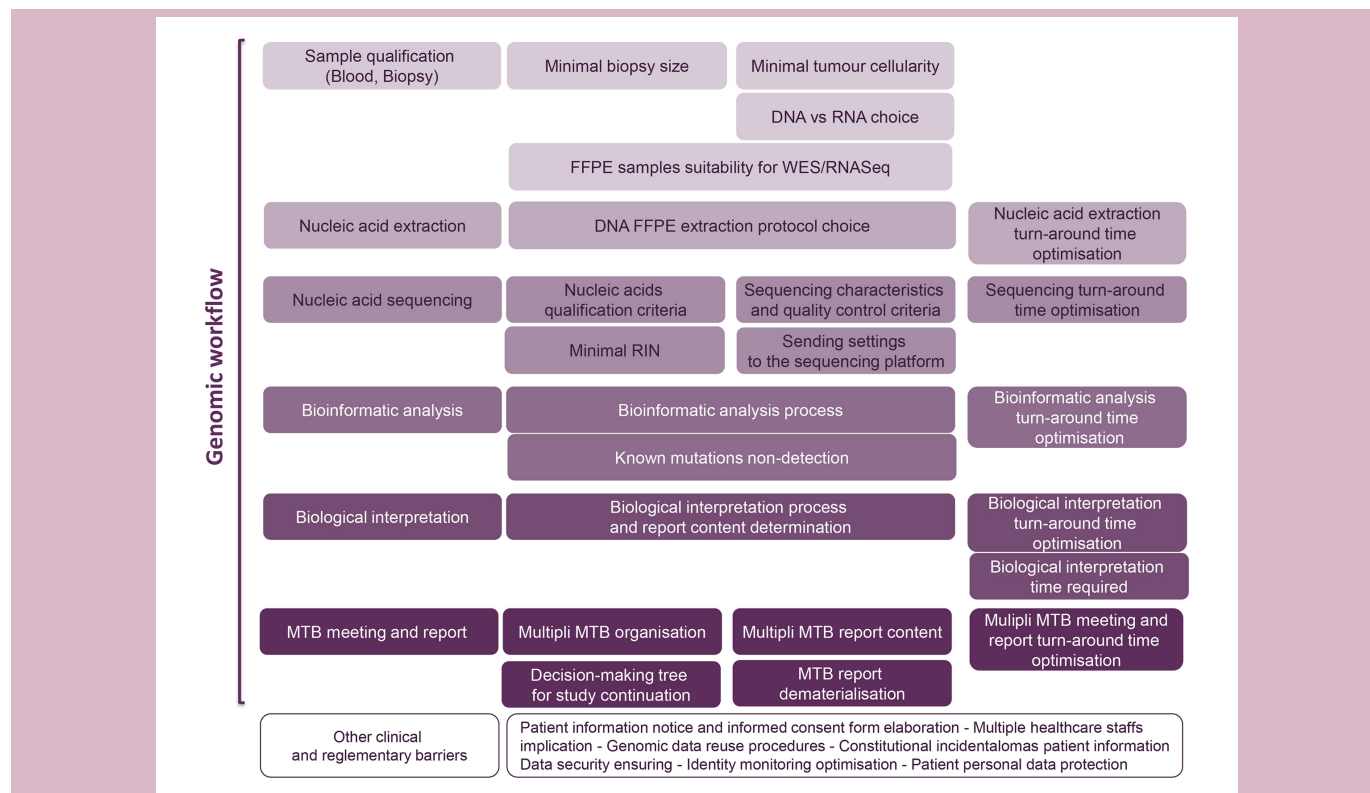 Genomic workflow
Sample qualification
(Blood, Biopsy)
Minimal biopsy size
Minimal tumour cellularity
DNA vs RNA choice
FFPE samples suitability for WES/RNASeq
Nucleic acid extraction
DNA FFPE extraction protocol choice
Nucleic acid extraction
turn-around time
optimisation
Nucleic acid sequencing
Nucleic acids
qualification criteria
Sequencing characteristics
and quality control criteria
Sequencing turn-around
time optimisation
Minimal RIN
Sending settings
to the sequencing platform
Bioinformatic analysis
Bioinformatic analysis process
Bioinformatic analysis
turn-around time
optimisation
Known mutations non-detection
Biological interpretation
Biological interpretation process
and report content determination
Biological interpretation
turn-around time
optimisation
Biological interpretation
time required
MTB meeting and report
Multipli MTB organisation
Multipli MTB report content
Mulipli MTB meeting and
report turn-around time
optimisation
Decision-making tree
for study continuation
MTB report
dematerialisation
Other clinical
and reglementary barriers
Patient information notice and informed consent form elaboration - Multiple healthcare staffs
implication - Genomic data reuse procedures - Constitutional incidentalomas patient information
Data security ensuring - Identity monitoring optimisation - Patient personal data protection